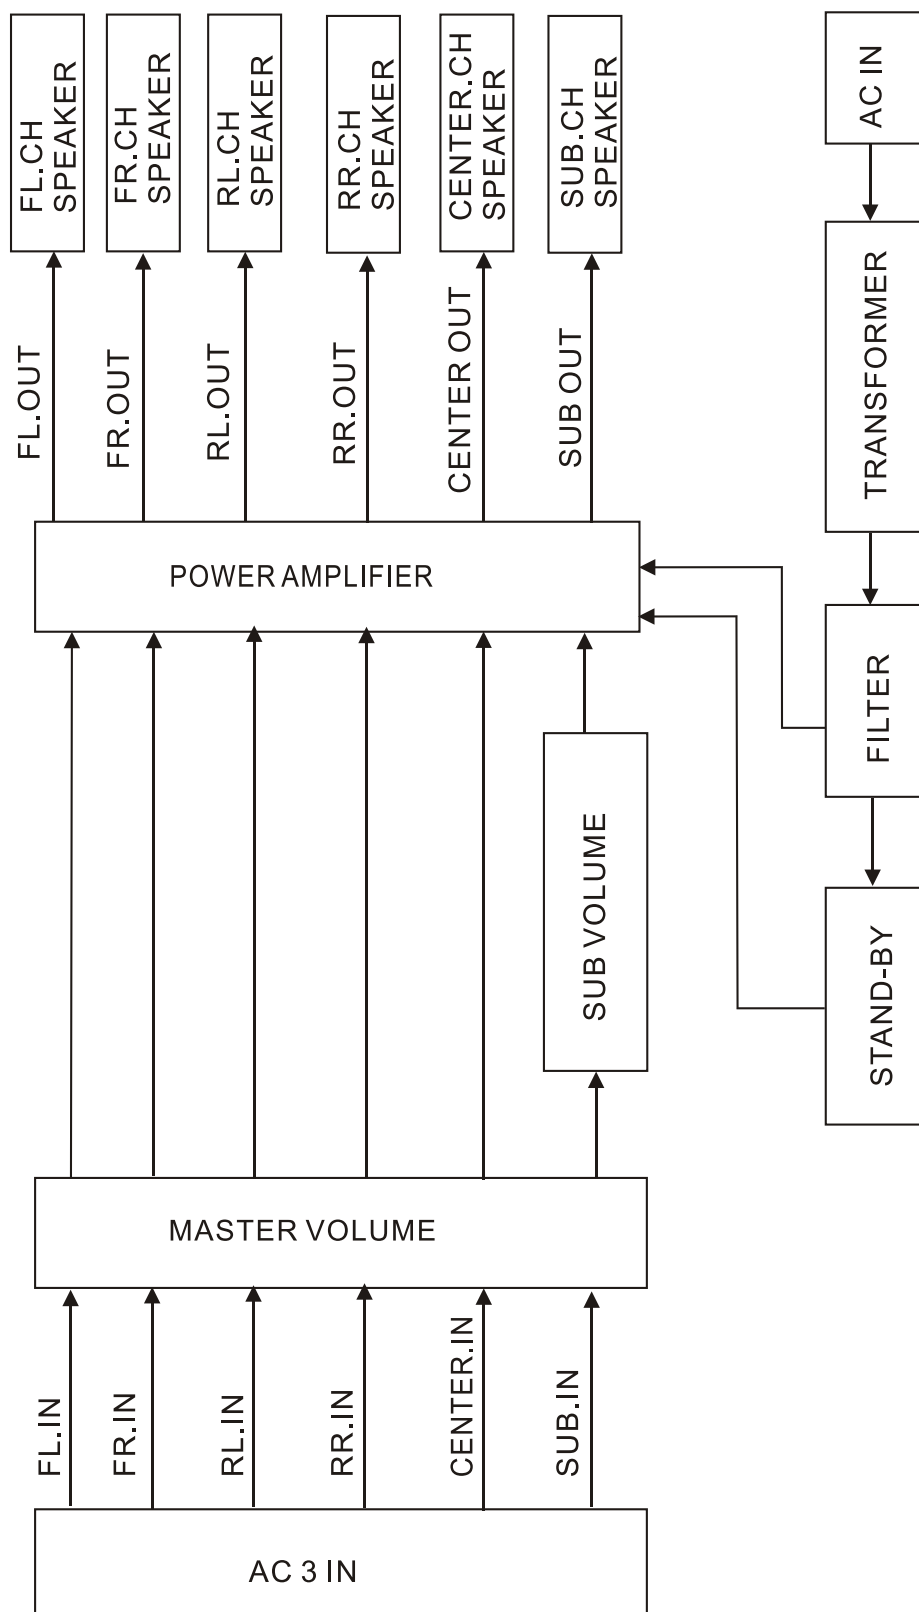 FL.CH
SPEAKER
FR.CH
SPEAKER
RL.CH
SPEAKER
RR.CH
SPEAKER
CENTER.CH
SPEAKER
SUB.CH
SPEAKER
AC IN
FL.OUT
FR.OUT
RL.OUT
RR.OUT
CENTER OUT
SUB OUT
TRANSFORMER
POWER AMPLIFIER
FILTER
SUB VOLUME
STAND-BY
MASTER VOLUME
FL.IN
FR.IN
RL.IN
RR.IN
CENTER.IN
SUB.IN
AC 3 IN